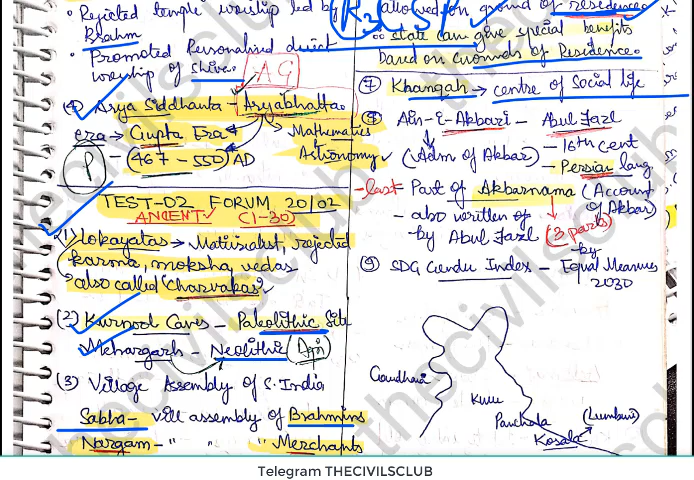 • Rejected temple worship led by
Brahm
• Promoted Personalised direct
worship of Shiva.
AG
(4) Arya Siddhanta - Aryabhatta.
era → Gupta Era
→ Mathematics
P
- (467 - 550) AD
Astronomy
TEST-02 FORUM 20/02
ANCIENT (1-30)
(1) Lokayatas → Materialist, rejected
karma, moksha, vedas
also called Charvakas
(2) Kurnool Caves - Paleolithic Site
Mehrgarh - Neolithic (Agri)
(3) Village Assembly of S. India
Sabha - vill assembly of Brahmins
Nargam - " " " Merchants
allowed on ground of residence
∴ state can give special benefits
based on Grounds of Residence.
(7) Khanqah → centre of Social life
(8) Ain-E-Akbari - Abul Fazl
(Adm of Akbar) - 16th Cent
- Persian lang
- last Part of Akbarnama (Account of Akbar)
- also written by Abul Fazl (3 parts)
(9) SDG Gender Index - Equal Measures
2030
Gandhara
Kuru
Panchala
(Lumbini)
Kosala
thecivilsclub
Telegram THECIVILSCLUB